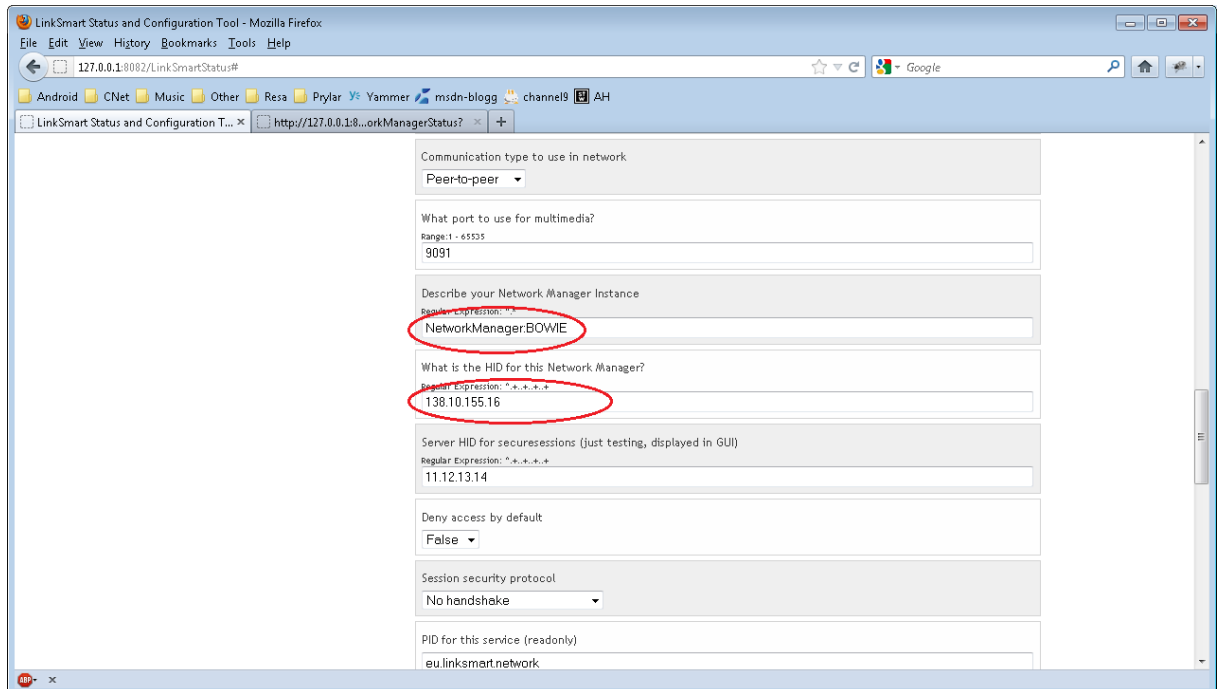 LinkSmart Status and Configuration Tool - Mozilla Firefox
File Edit View History Bookmarks Tools Help
127.0.0.1:8082/LinkSmartStatus#
Google
Android CNet Music Other Resa Prylar Yammer msdn-blogg channel9 AH
LinkSmart Status and Configuration T... × http://127.0.0.1:8...orkManagerStatus? × +
Communication type to use in network
Peer-to-peer
What port to use for multimedia?
Range:1 - 65535
9091
Describe your Network Manager Instance
Regular Expression: ^.*
NetworkManager:BOWIE
What is the HID for this Network Manager?
Regular Expression: ^.+..+..+..+
138.10.155.16
Server HID for securesessions (just testing, displayed in GUI)
Regular Expression: ^.+..+..+..+
11.12.13.14
Deny access by default
False
Session security protocol
No handshake
PID for this service (readonly)
eu.linksmart.network
ABP ×